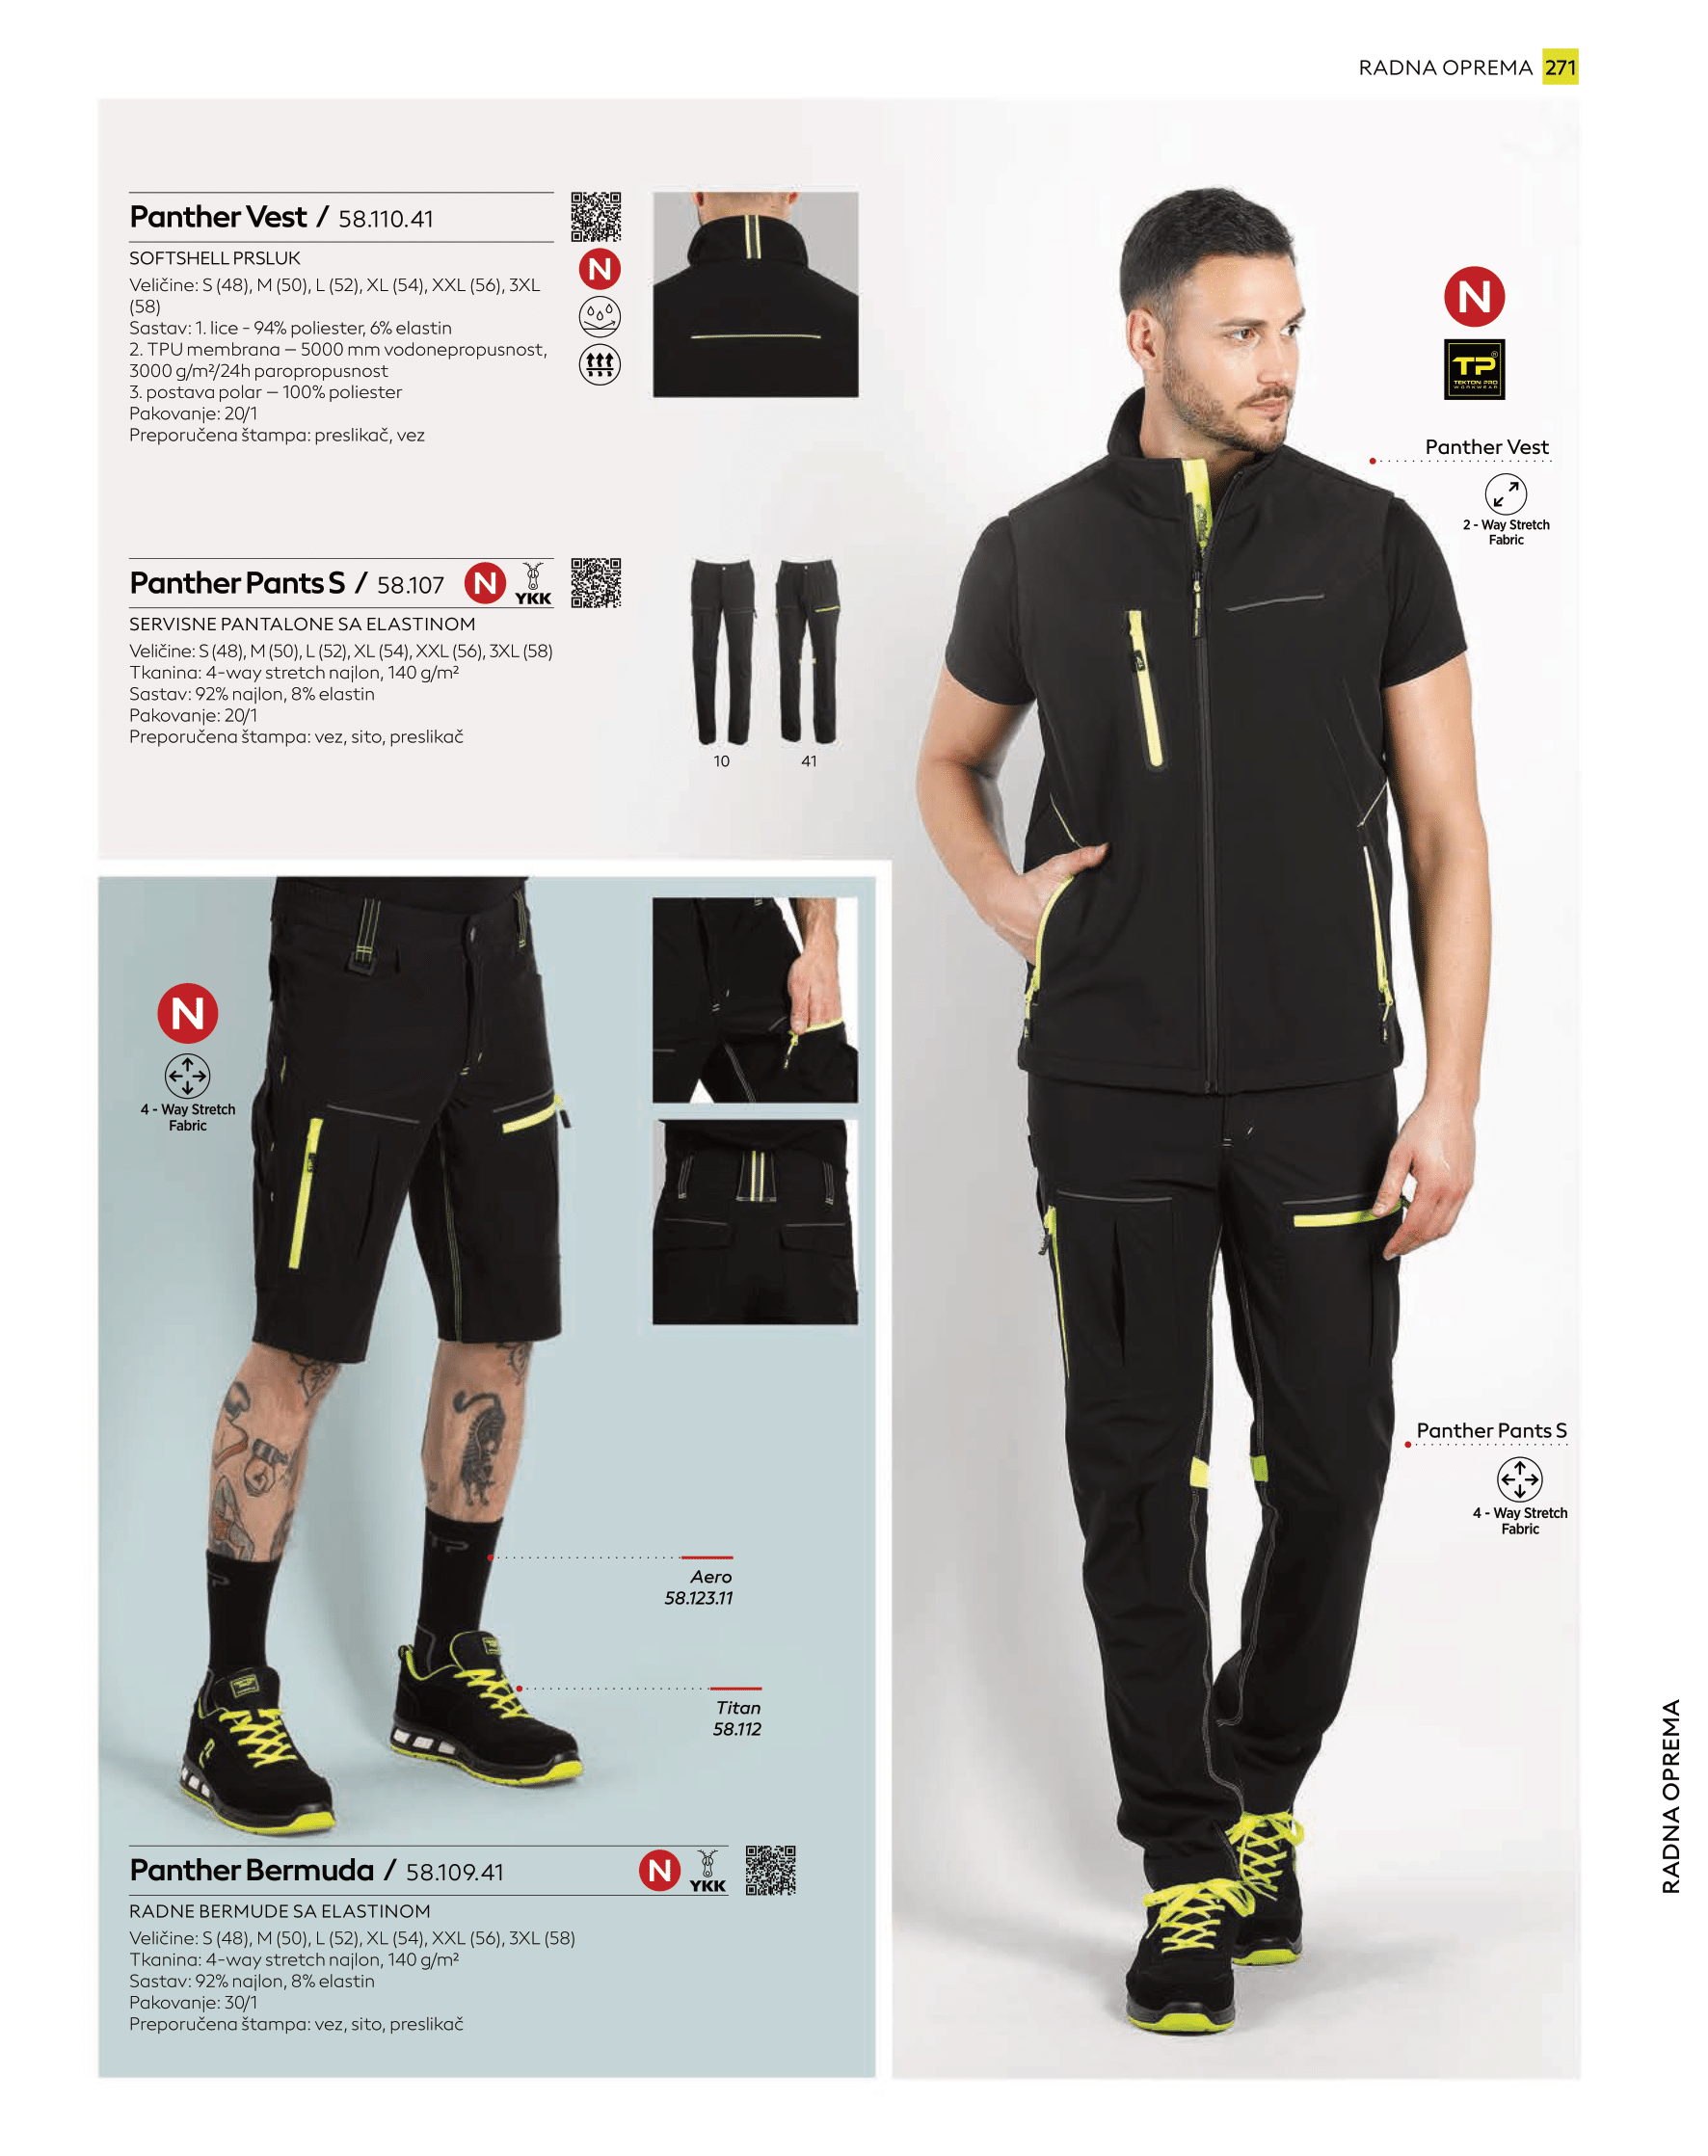 RADNA OPREMA 271
Panther Vest / 58.110.41
SOFTSHELL PRSLUK
Veličine: S (48), M (50), L (52), XL (54), XXL (56), 3XL
(58)
Sastav: 1. lice - 94% poliester, 6% elastin
2. TPU membrana – 5000 mm vodonepropusnost,
3000 g/m²/24h paropropusnost
3. postava polar – 100% poliester
Pakovanje: 20/1
Preporučena štampa: preslikač, vez
N
N
TP®
TEKTON PRO
WORKWEAR
Panther Vest
2 - Way Stretch
Fabric
Panther Pants S / 58.107
N
YKK
SERVISNE PANTALONE SA ELASTINOM
Veličine: S (48), M (50), L (52), XL (54), XXL (56), 3XL (58)
Tkanina: 4-way stretch najlon, 140 g/m²
Sastav: 92% najlon, 8% elastin
Pakovanje: 20/1
Preporučena štampa: vez, sito, preslikač
10
41
N
4 - Way Stretch
Fabric
Panther Pants S
4 - Way Stretch
Fabric
TP
Aero
58.123.11
Titan
58.112
Panther Bermuda / 58.109.41
N
YKK
RADNE BERMUDE SA ELASTINOM
Veličine: S (48), M (50), L (52), XL (54), XXL (56), 3XL (58)
Tkanina: 4-way stretch najlon, 140 g/m²
Sastav: 92% najlon, 8% elastin
Pakovanje: 30/1
Preporučena štampa: vez, sito, preslikač
RADNA OPREMA